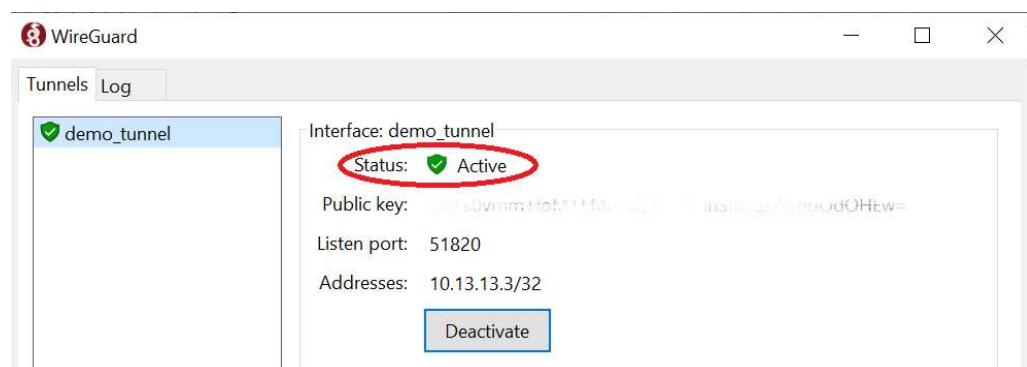 WireGuard
Tunnels Log
demo_tunnel
Interface: demo_tunnel
Status: Active
Public key:
Listen port: 51820
Addresses: 10.13.13.3/32
Deactivate